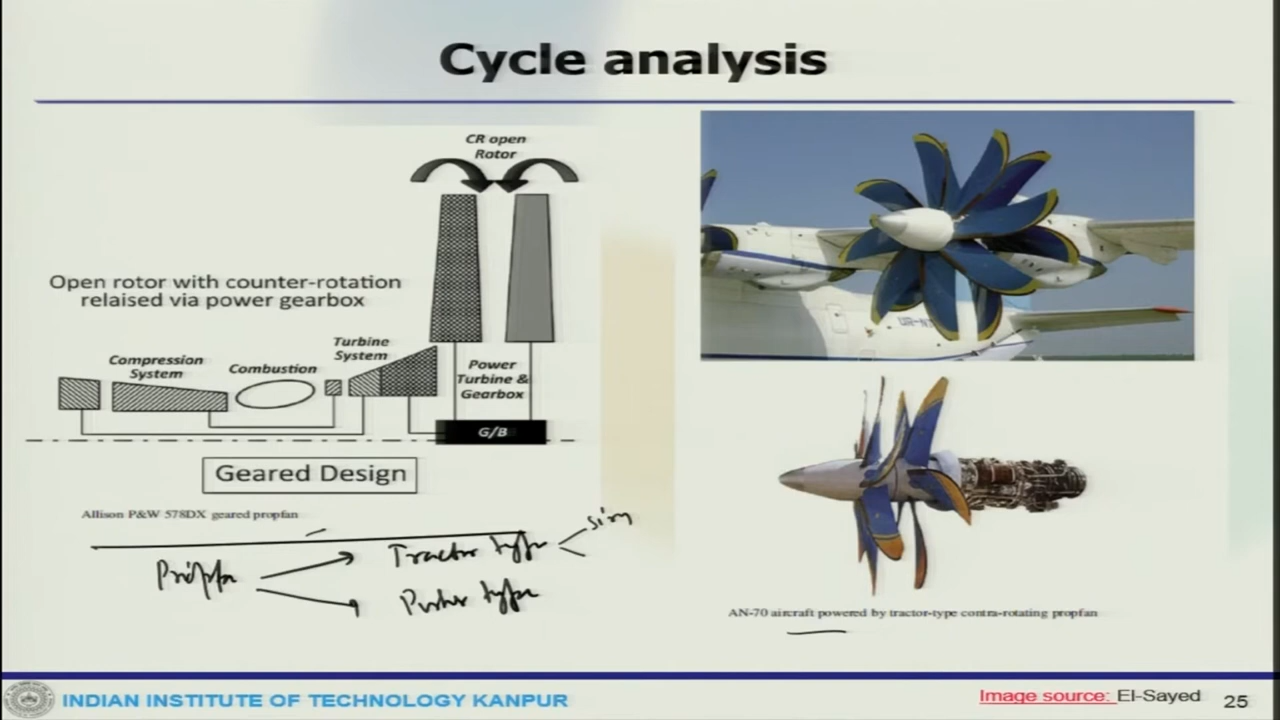 Cycle analysis
CR open
Rotor
Open rotor with counter-rotation
relaised via power gearbox
Turbine
System
Compression
System
Combustion
Power
Turbine &
Gearbox
G/B
Geared Design
Allison P&W 578DX geared propfan
Tractor type
type
AN-70 aircraft powered by tractor-type contra-rotating propfan
INDIAN INSTITUTE OF TECHNOLOGY KANPUR
Image source: El-Sayed
25